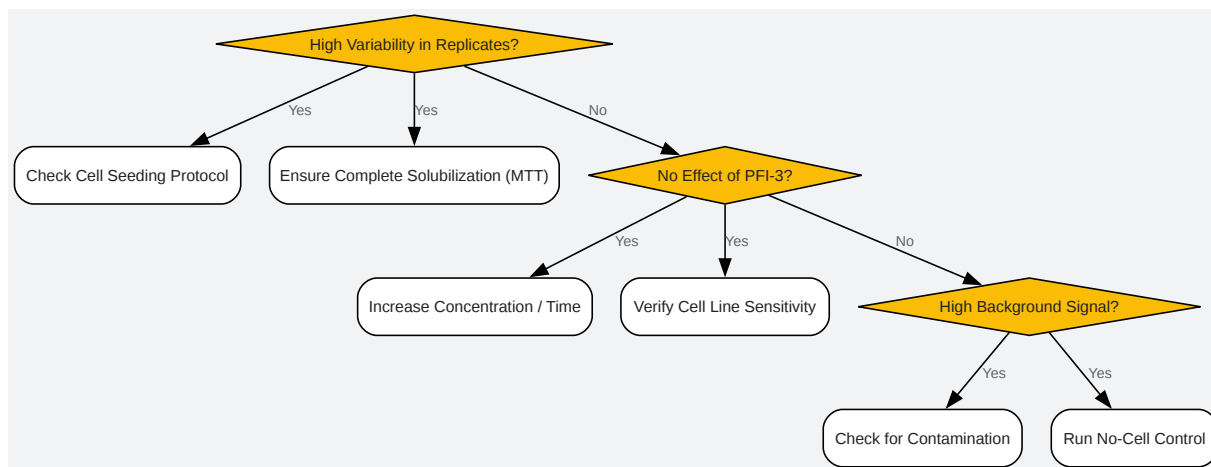 High Variability in Replicates?
Yes
Yes
No
Check Cell Seeding Protocol
Ensure Complete Solubilization (MTT)
No Effect of PFI-3?
Yes
Yes
No
Increase Concentration / Time
Verify Cell Line Sensitivity
High Background Signal?
Yes
Yes
Check for Contamination
Run No-Cell Control